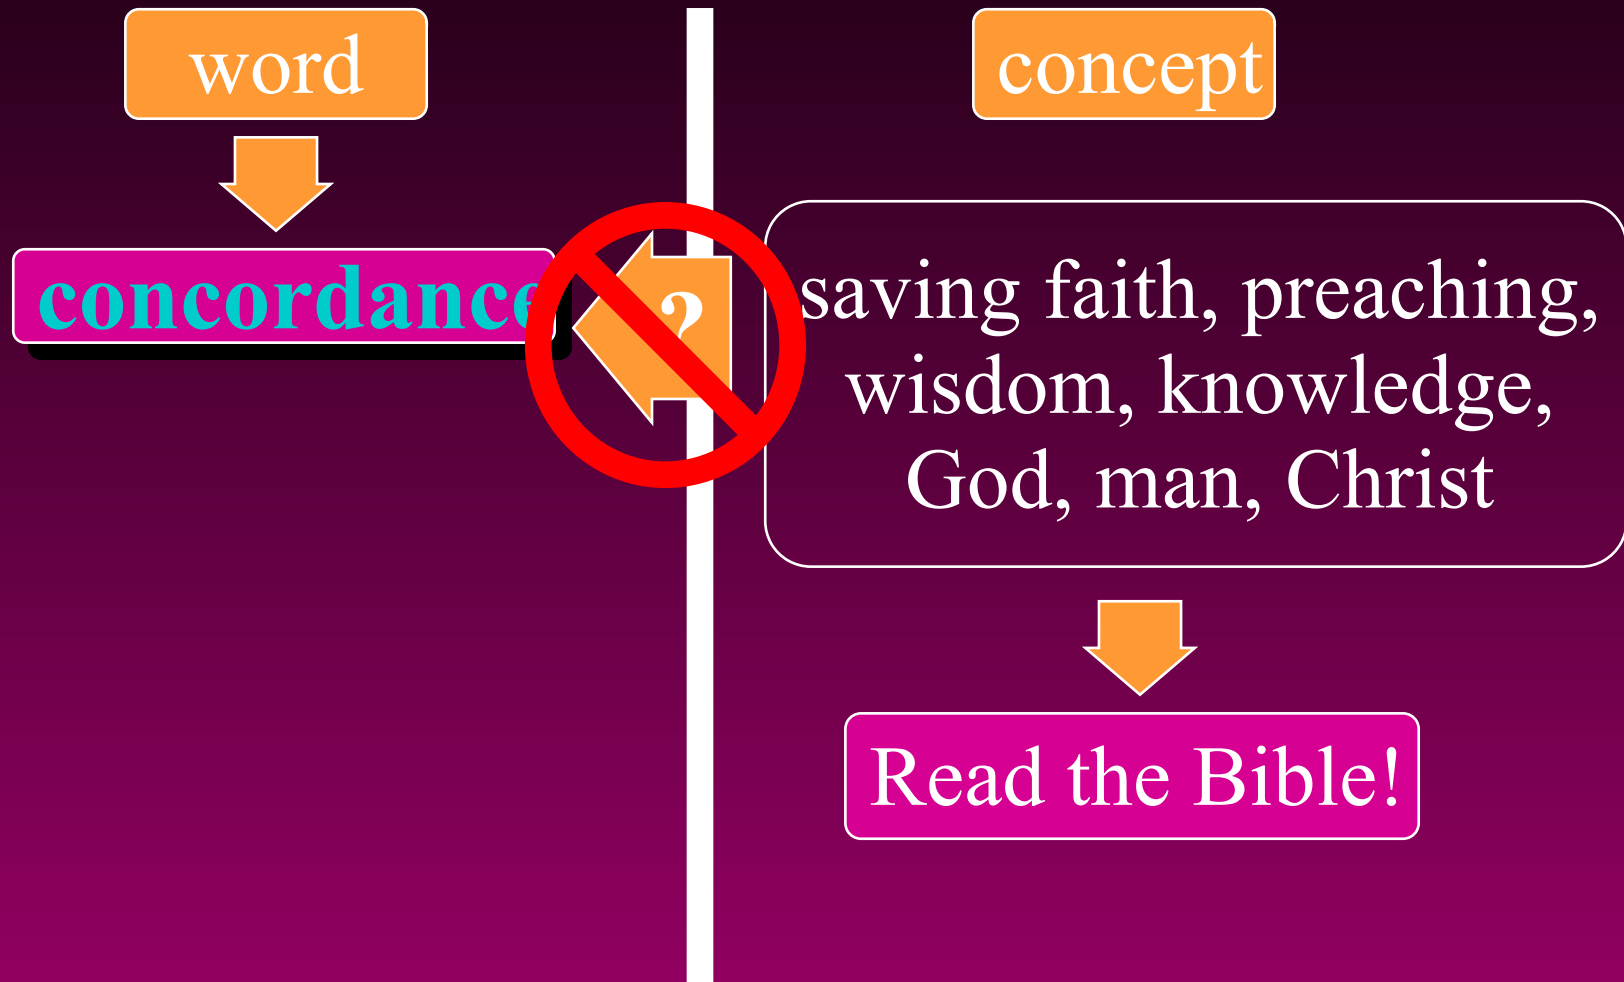 word
concept
concordance
?
saving faith, preaching,
wisdom, knowledge,
God, man, Christ
Read the Bible!